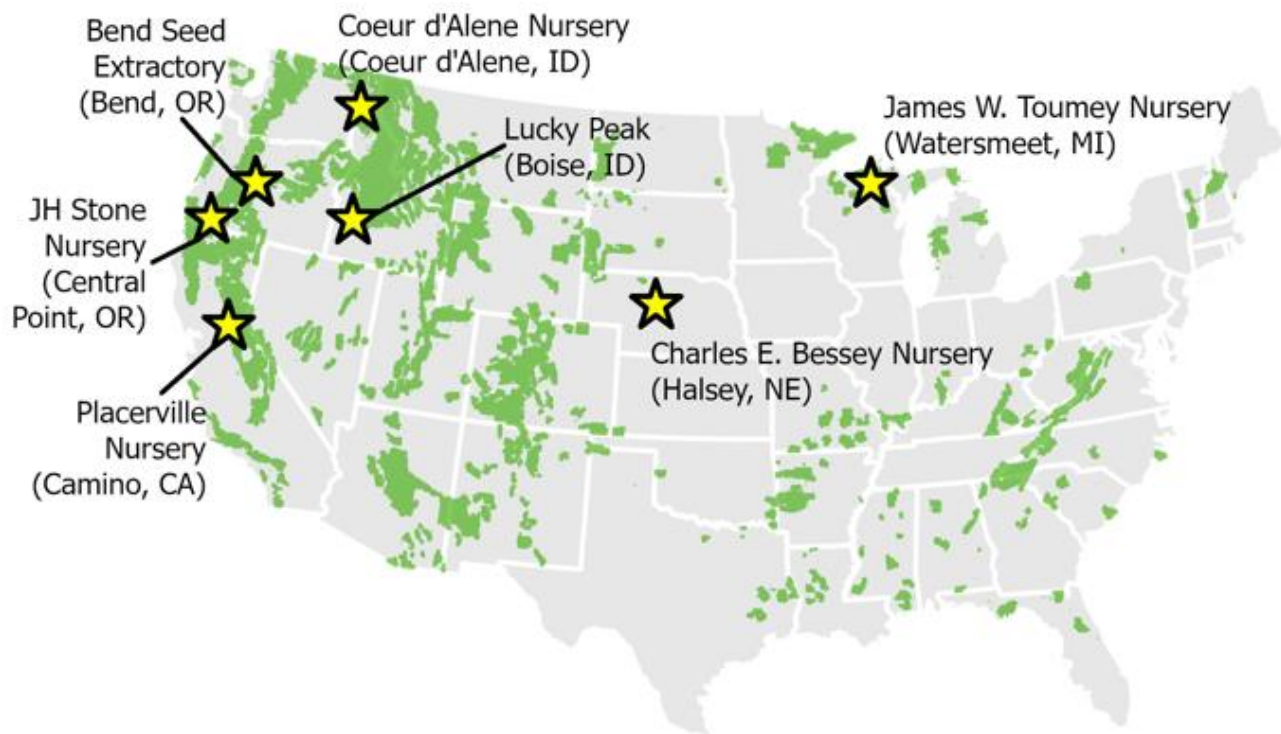 Bend Seed
Extractory
(Bend, OR)
Coeur d'Alene Nursery
(Coeur d'Alene, ID)
Lucky Peak
(Boise, ID)
James W. Toumey Nursery
(Watersmeet, MI)
JH Stone
Nursery
(Central
Point, OR)
Charles E. Bessey Nursery
(Halsey, NE)
Placerville
Nursery
(Camino, CA)